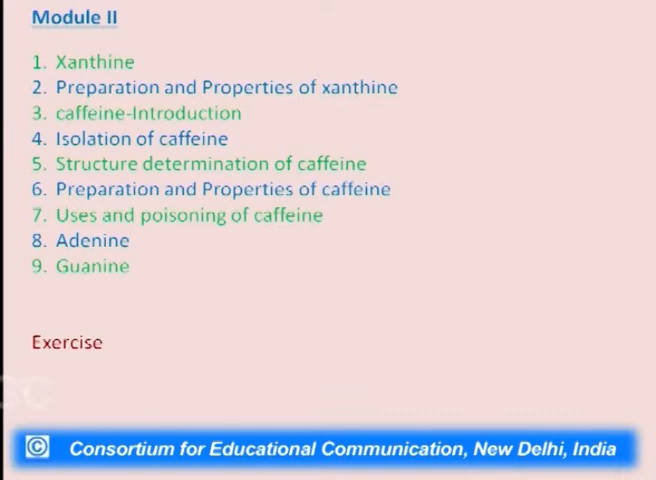 Module II
1. Xanthine
2. Preparation and Properties of xanthine
3. caffeine-Introduction
4. Isolation of caffeine
5. Structure determination of caffeine
6. Preparation and Properties of caffeine
7. Uses and poisoning of caffeine
8. Adenine
9. Guanine
Exercise
© Consortium for Educational Communication, New Delhi, India